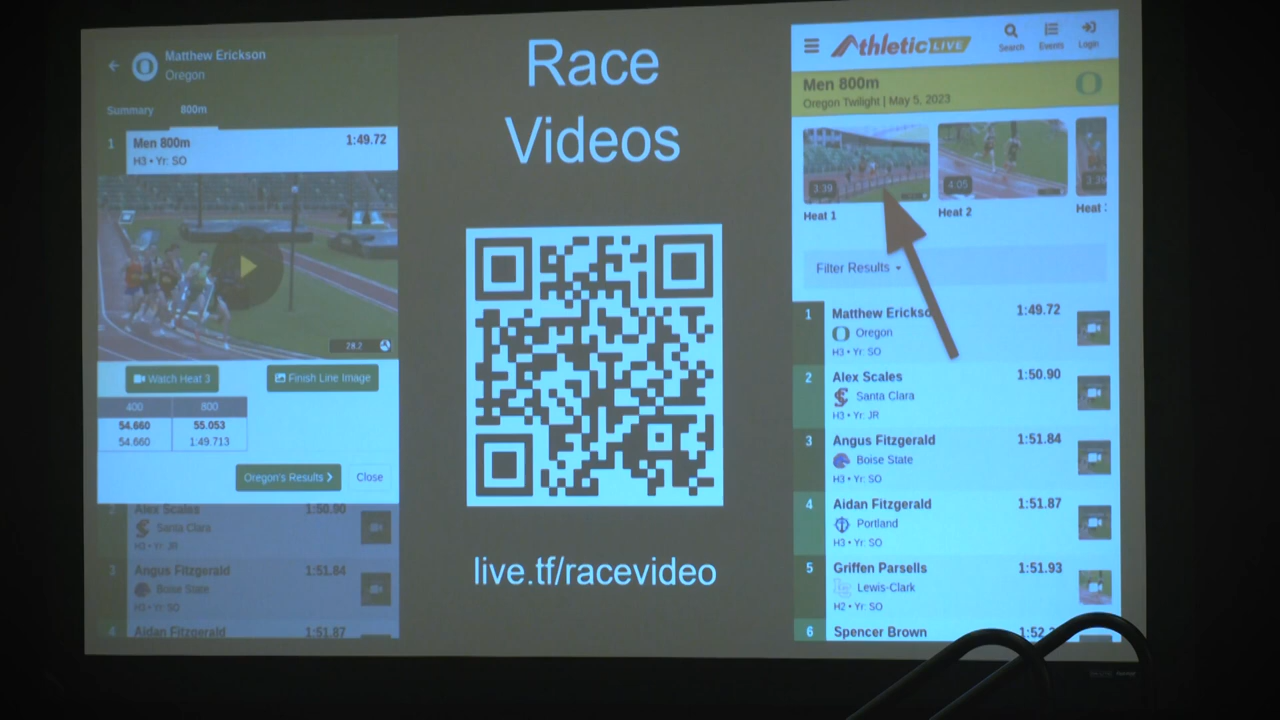 Matthew Erickson
Oregon
Summary 800m
1 Men 800m 1:49.72
H3 • Yr: SO
78.2
Watch Heat 3 Finish Line Image
400 800
54.660 55.053
54.660 1:49.713
Oregon's Results Close
2 Alex Scales 1:50.90
Santa Clara
H3 • Yr: JR
3 Angus Fitzgerald 1:51.84
Boise State
H3 • Yr: SO
4 Aidan Fitzgerald 1:51.87
Race
Videos
live.tf/racevideo
AthleticLIVE
Search Events Login
Men 800m
Oregon Twilight | May 5, 2023
3:39 4:05
Heat 1 Heat 2 Heat
Filter Results
1 Matthew Erickso 1:49.72
Oregon
H3 • Yr: SO
2 Alex Scales 1:50.90
Santa Clara
H3 • Yr: JR
3 Angus Fitzgerald 1:51.84
Boise State
H3 • Yr: SO
4 Aidan Fitzgerald 1:51.87
Portland
H3 • Yr: SO
5 Griffen Parsells 1:51.93
Lewis-Clark
H2 • Yr: SO
6 Spencer Brown